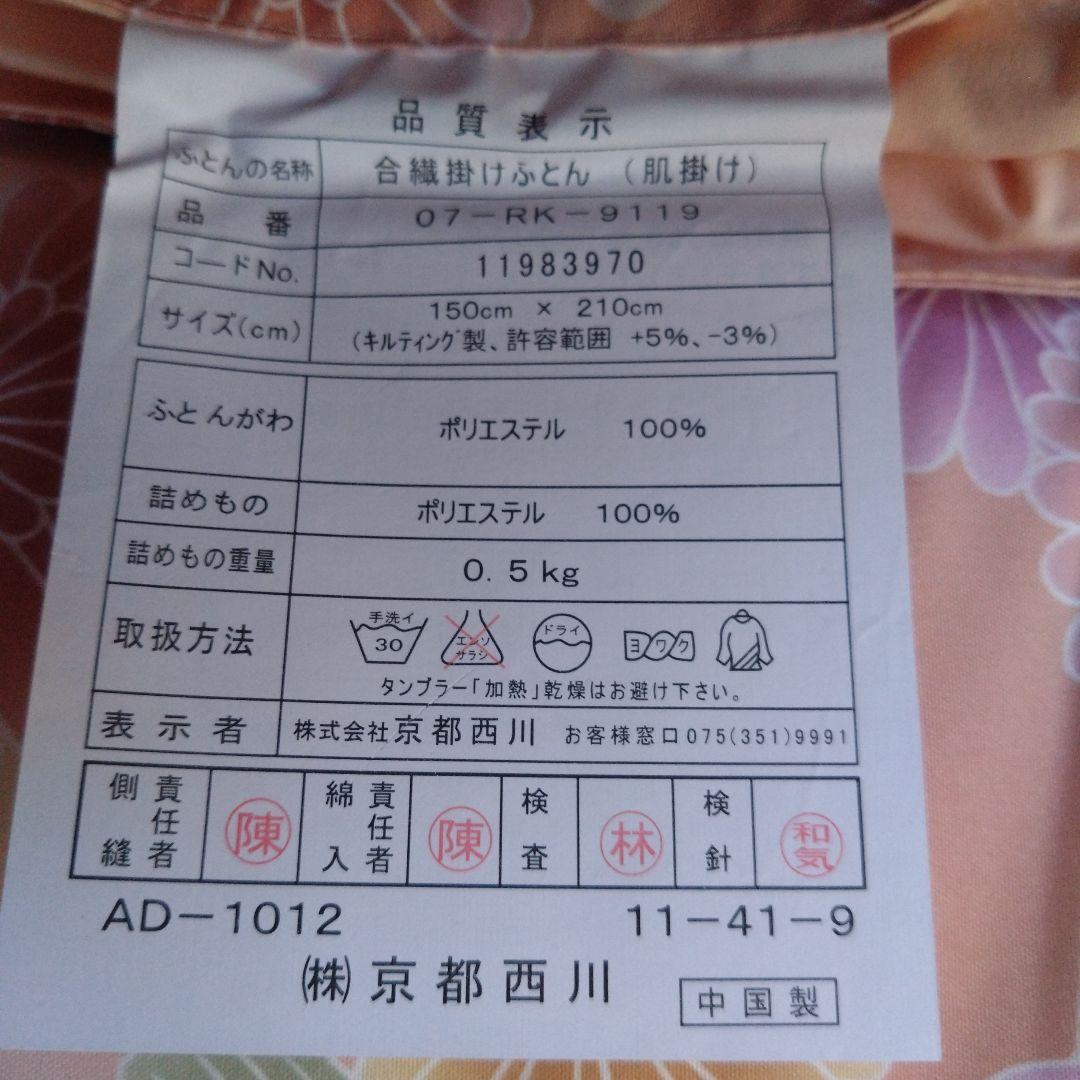 品質表示
ふとんの名称 合繊掛けふとん （肌掛け）
品番 07－RK－9119
コードNo. 11983970
サイズ(cm) 150cm × 210cm
(キルティング製、許容範囲 +5%、-3%)
ふとんがわ ポリエステル 100%
詰めもの ポリエステル 100%
詰めもの重量 0.5kg
取扱方法 手洗イ 30 エンソサラシ ドライ ヨワク
タンブラー「加熱」乾燥はお避け下さい。
表示者 株式会社京都西川 お客様窓口075(351)9991
側縫責任者 陳 綿入責任者 陳 検査 林 検針 和気
AD－1012 11－41－9
㈱京都西川 中国製